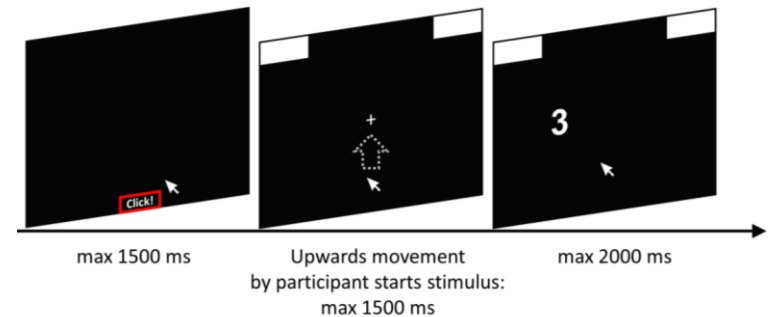 Click!
+
3
max 1500 ms
Upwards movement
by participant starts stimulus:
max 1500 ms
max 2000 ms